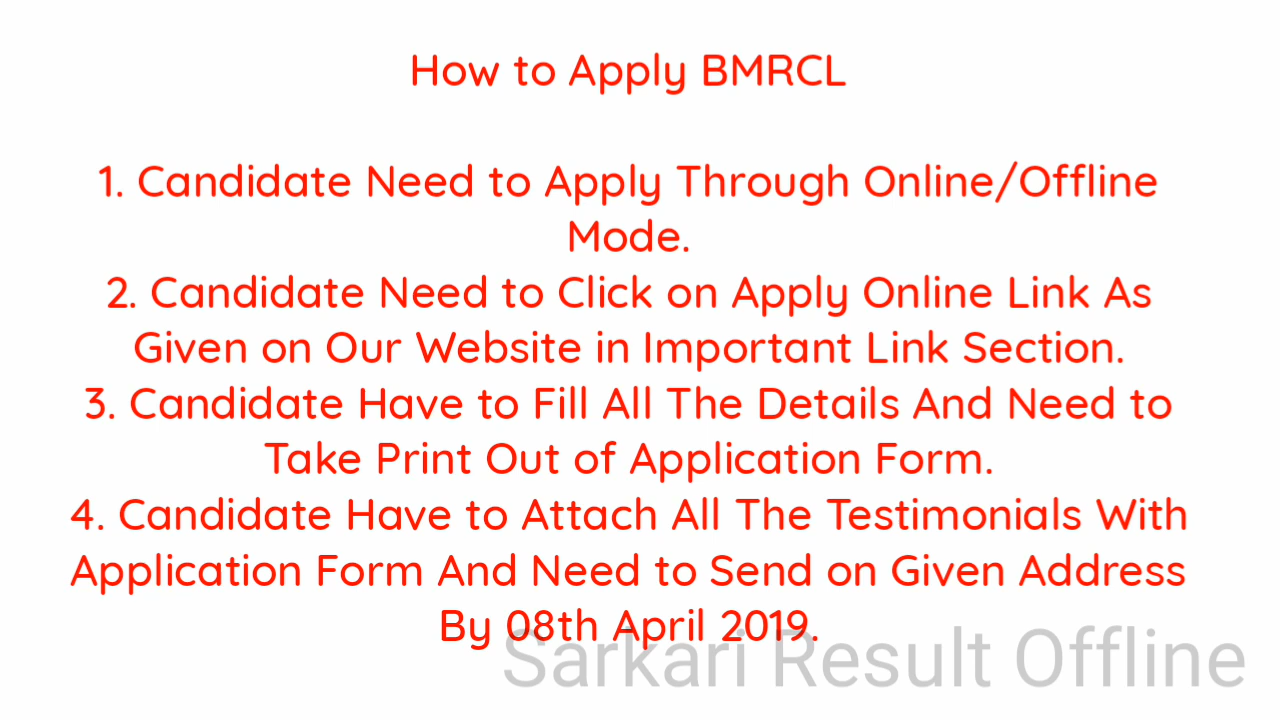 How to Apply BMRCL
1. Candidate Need to Apply Through Online/Offline
Mode.
2. Candidate Need to Click on Apply Online Link As
Given on Our Website in Important Link Section.
3. Candidate Have to Fill All The Details And Need to
Take Print Out of Application Form.
4. Candidate Have to Attach All The Testimonials With
Application Form And Need to Send on Given Address
By 08th April 2019.
Sarkari Result Offline